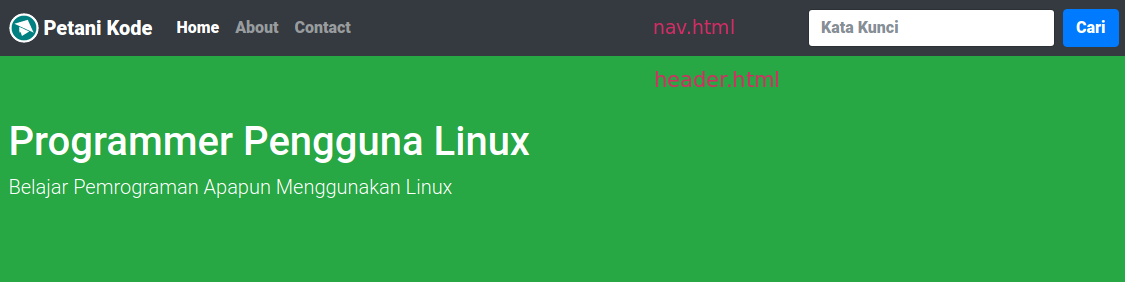 Petani Kode Home About Contact nav.html Kata Kunci Cari
header.html
Programmer Pengguna Linux
Belajar Pemrograman Apapun Menggunakan Linux